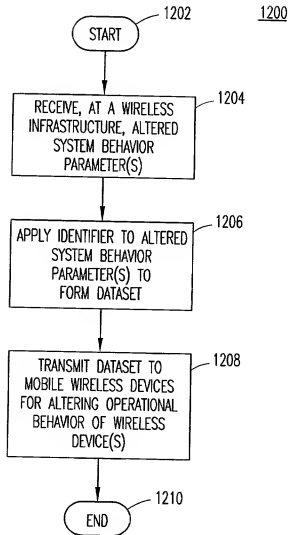 1202
1200
START
1204
RECEIVE, AT A WIRELESS
INFRASTRUCTURE, ALTERED
SYSTEM BEHAVIOR
PARAMETER(S)
1206
APPLY IDENTIFIER TO ALTERED
SYSTEM BEHAVIOR
PARAMETER(S) TO
FORM DATASET
1208
TRANSMIT DATASET TO
MOBILE WIRELESS DEVICES
FOR ALTERING OPERATIONAL
BEHAVIOR OF WIRELESS
DEVICE(S)
1210
END